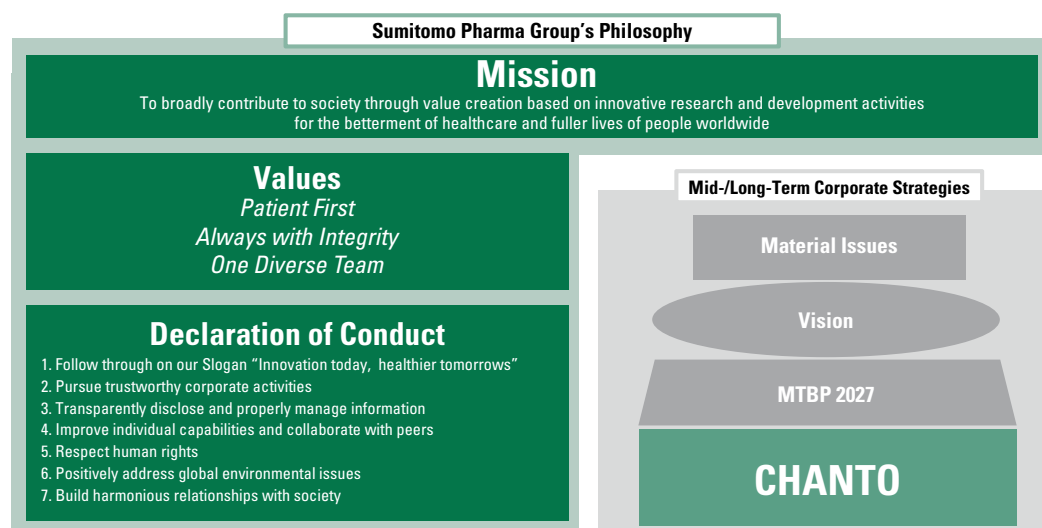 Sumitomo Pharma Group's Philosophy
Mission
To broadly contribute to society through value creation based on innovative research and development activities
for the betterment of healthcare and fuller lives of people worldwide
Values
Patient First
Always with Integrity
One Diverse Team
Declaration of Conduct
1. Follow through on our Slogan “Innovation today, healthier tomorrows”
2. Pursue trustworthy corporate activities
3. Transparently disclose and properly manage information
4. Improve individual capabilities and collaborate with peers
5. Respect human rights
6. Positively address global environmental issues
7. Build harmonious relationships with society
Mid-/Long-Term Corporate Strategies
Material Issues
Vision
MTBP 2027
CHANTO